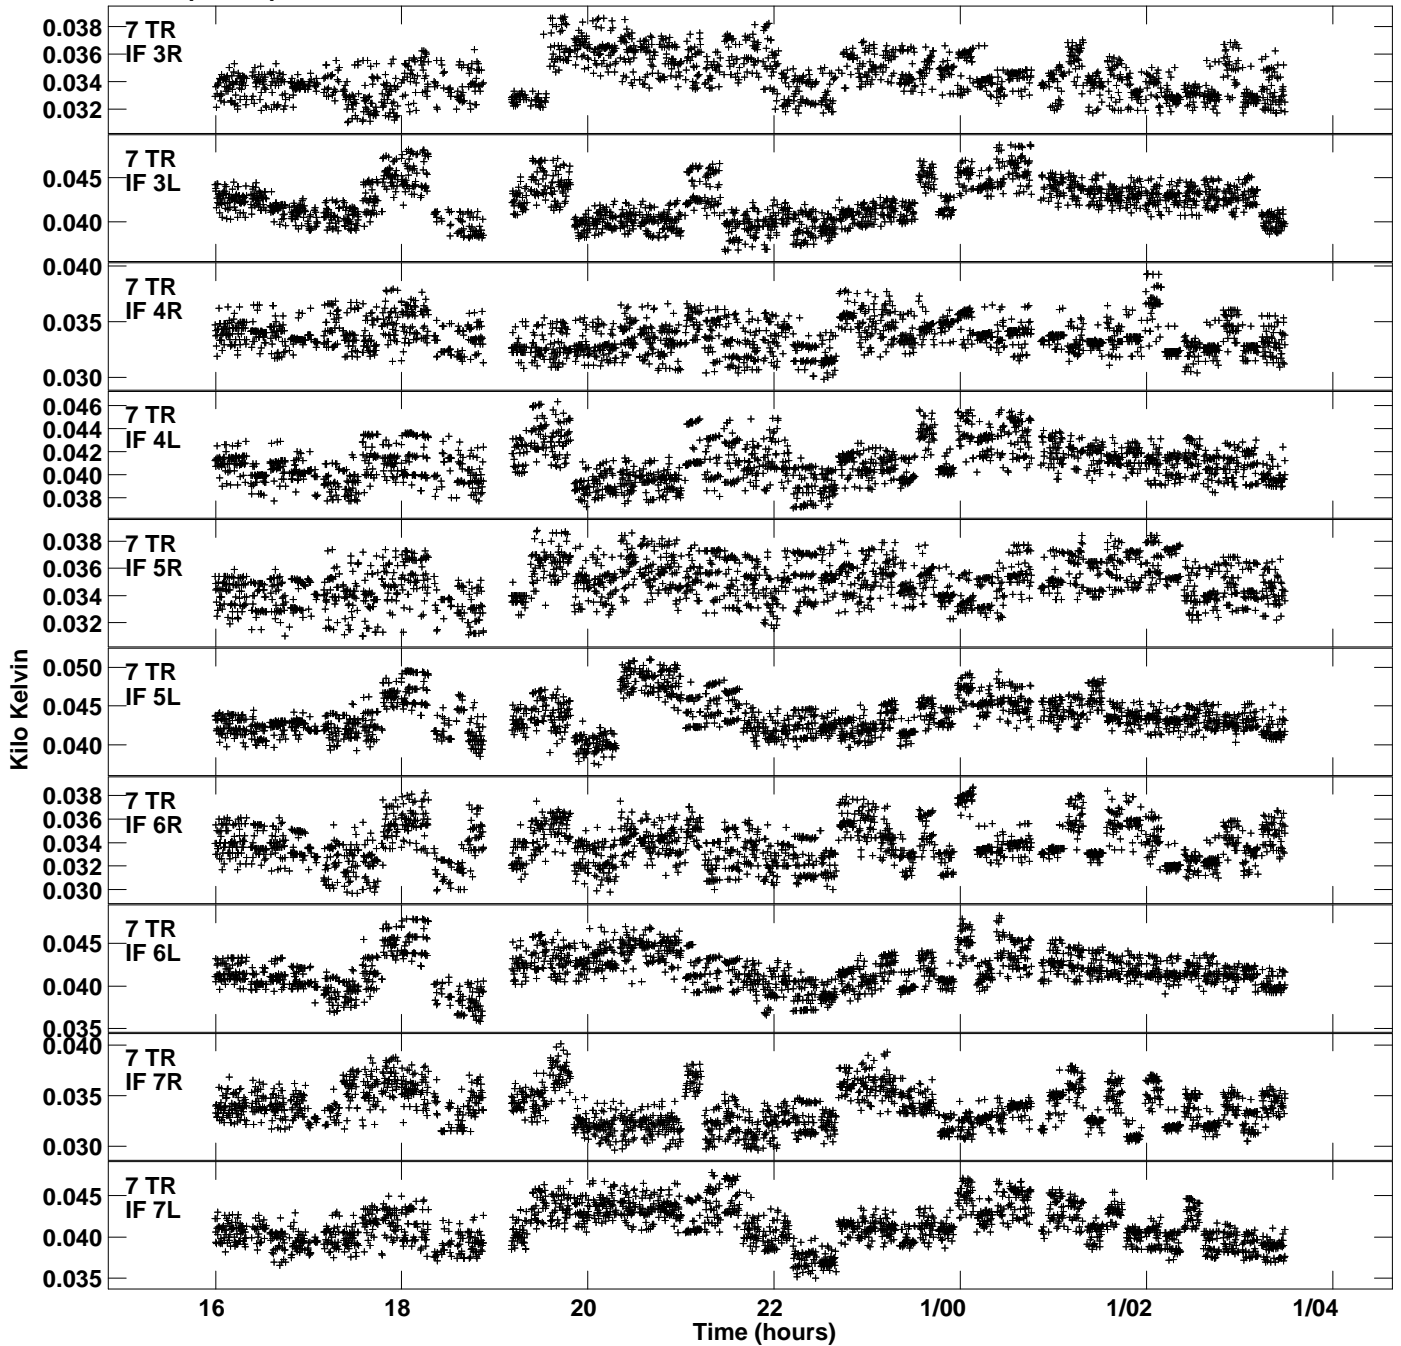 0.038
0.036
0.034
0.032
7 TR
IF 3R
0.045
0.040
7 TR
IF 3L
0.040
0.035
0.030
7 TR
IF 4R
0.046
0.044
0.042
0.040
0.038
7 TR
IF 4L
0.038
0.036
0.034
0.032
7 TR
IF 5R
0.050
0.045
0.040
7 TR
IF 5L
0.038
0.036
0.034
0.032
0.030
7 TR
IF 6R
0.045
0.040
0.035
7 TR
IF 6L
0.040
0.035
0.030
7 TR
IF 7R
0.045
0.040
0.035
7 TR
IF 7L
Kilo Kelvin
16 18 20 22 1/00 1/02 1/04
Time (hours)